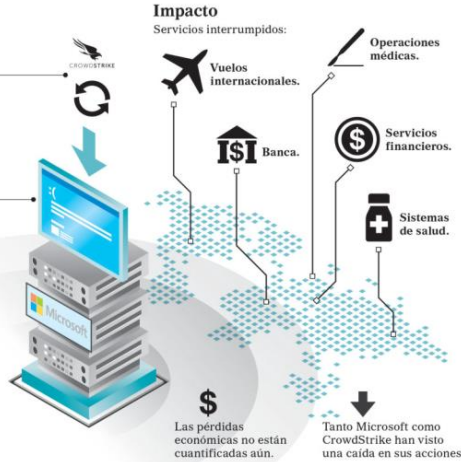 CROWDSTRIKE
Impacto
Servicios interrumpidos:
Vuelos
internacionales.
Operaciones
médicas.
Banca.
Servicios
financieros.
Sistemas
de salud.
:(
Microsoft
$
Las pérdidas
económicas no están
cuantificadas aún.
Tanto Microsoft como
CrowdStrike han visto
una caída en sus acciones